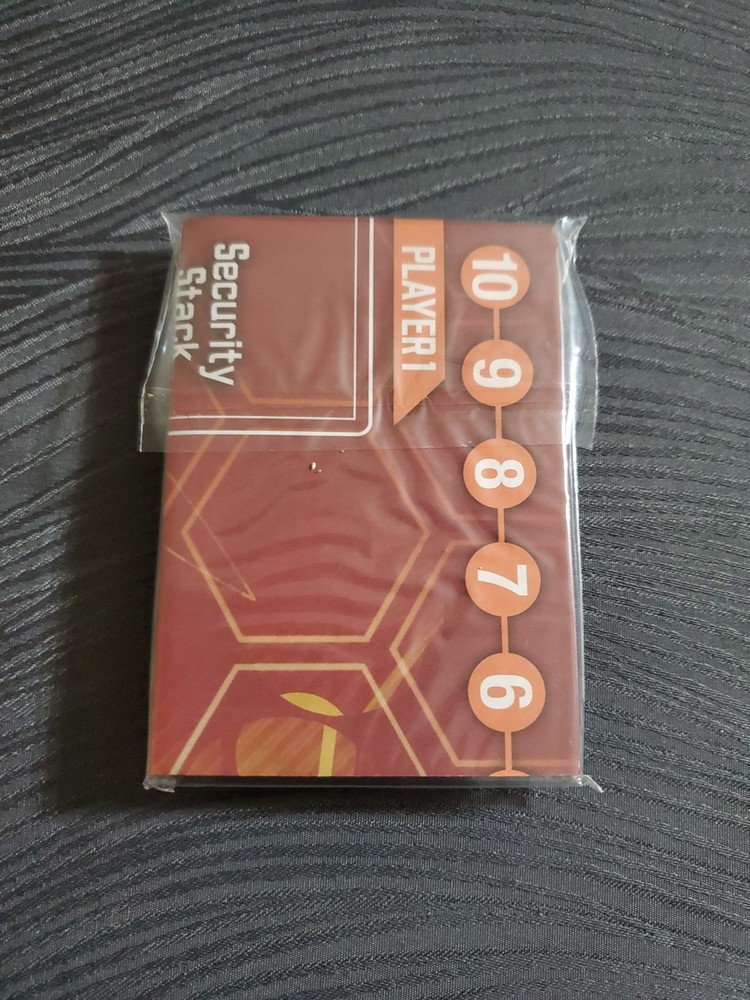 10 9 8 7 6
PLAYER 1
Security
Stack